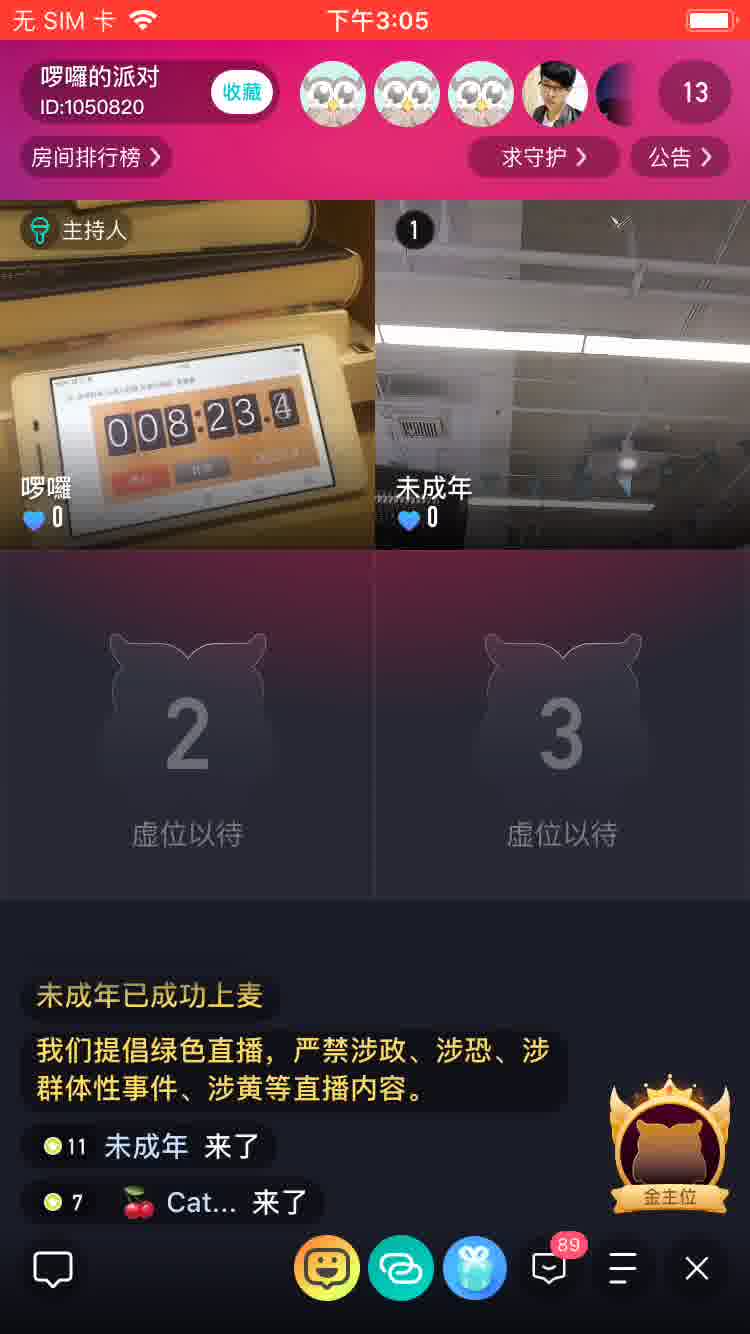 无 SIM 卡
下午3:05
啰囉的派对
ID:1050820
收藏
13
房间排行榜
求守护
公告
主持人
1
008:23.4
啰囉
0
未成年
0
2
3
虚位以待
虚位以待
未成年已成功上麦
我们提倡绿色直播，严禁涉政、涉恐、涉
群体性事件、涉黄等直播内容。
11 未成年 来了
7 Cat... 来了
金主位
89